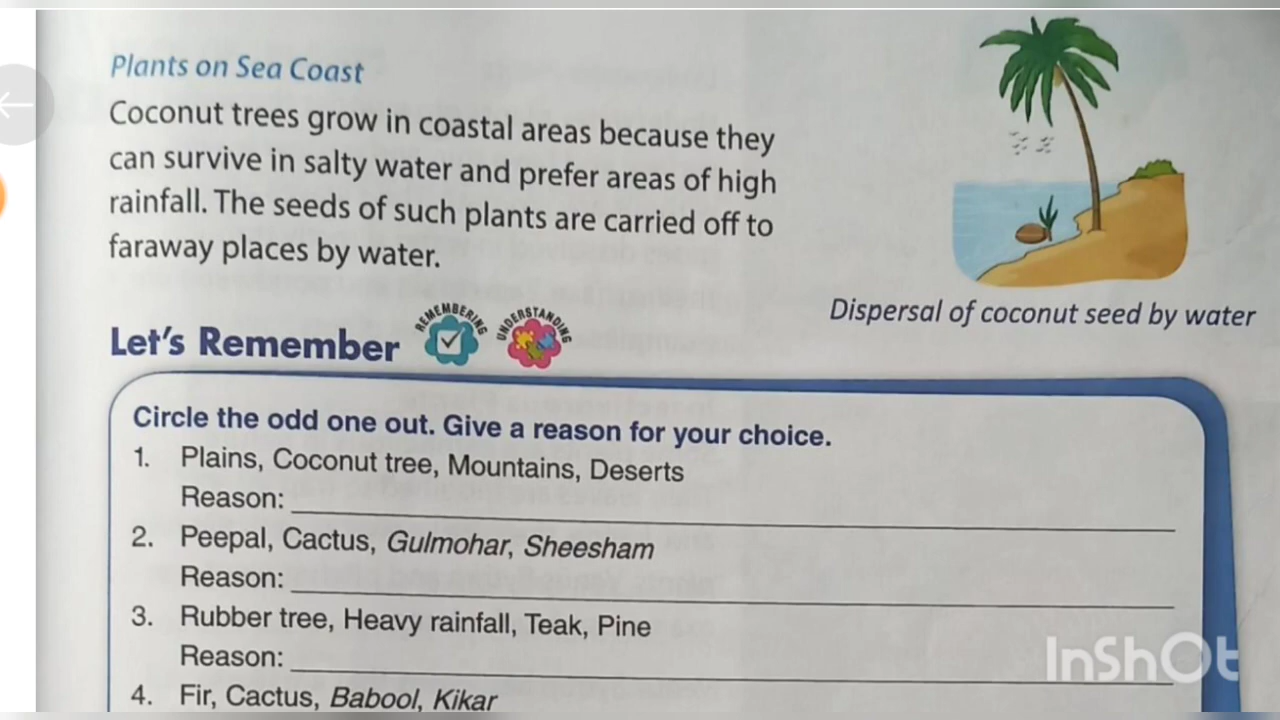 Plants on Sea Coast
Coconut trees grow in coastal areas because they
can survive in salty water and prefer areas of high
rainfall. The seeds of such plants are carried off to
faraway places by water.
Dispersal of coconut seed by water
Let's Remember
REMEMBERING
UNDERSTANDING
Circle the odd one out. Give a reason for your choice.
1. Plains, Coconut tree, Mountains, Deserts
Reason:
2. Peepal, Cactus, Gulmohar, Sheesham
Reason:
3. Rubber tree, Heavy rainfall, Teak, Pine
Reason:
4. Fir, Cactus, Babool, Kikar
InShOt